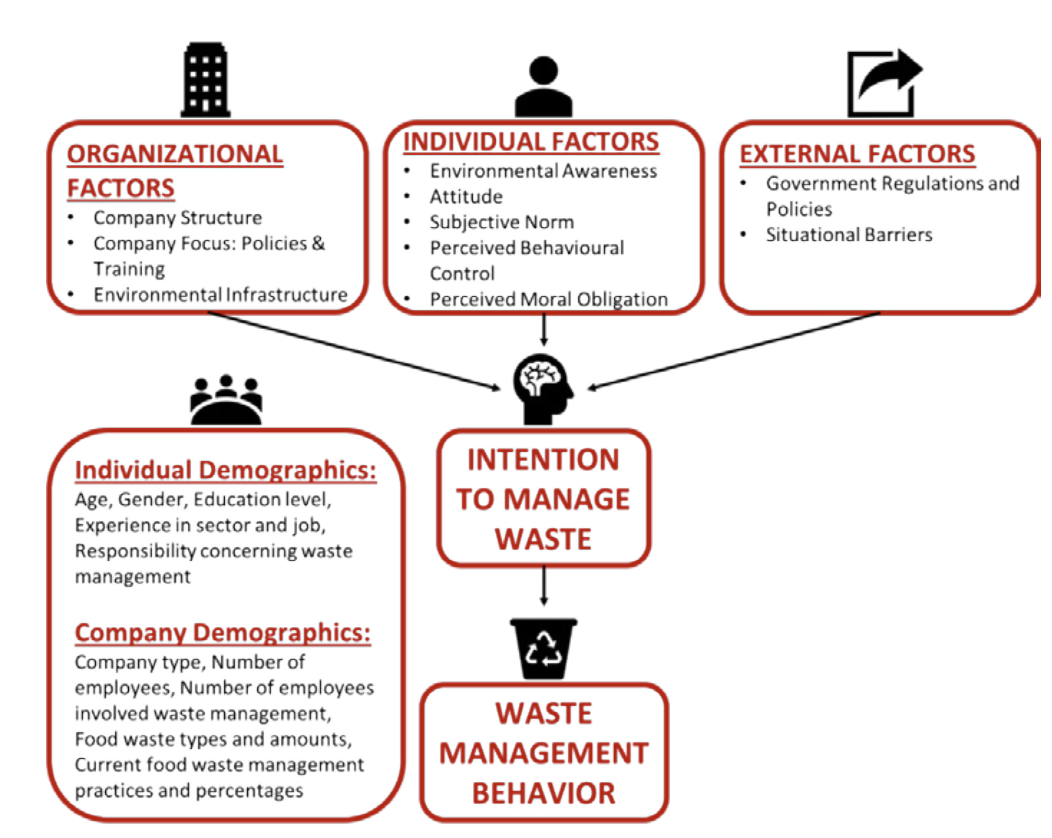 ORGANIZATIONAL
FACTORS
• Company Structure
• Company Focus: Policies &
Training
• Environmental Infrastructure
INDIVIDUAL FACTORS
• Environmental Awareness
• Attitude
• Subjective Norm
• Perceived Behavioural
Control
• Perceived Moral Obligation
EXTERNAL FACTORS
• Government Regulations and
Policies
• Situational Barriers
Individual Demographics:
Age, Gender, Education level,
Experience in sector and job,
Responsibility concerning waste
management
Company Demographics:
Company type, Number of
employees, Number of employees
involved waste management,
Food waste types and amounts,
Current food waste management
practices and percentages
INTENTION
TO MANAGE
WASTE
WASTE
MANAGEMENT
BEHAVIOR